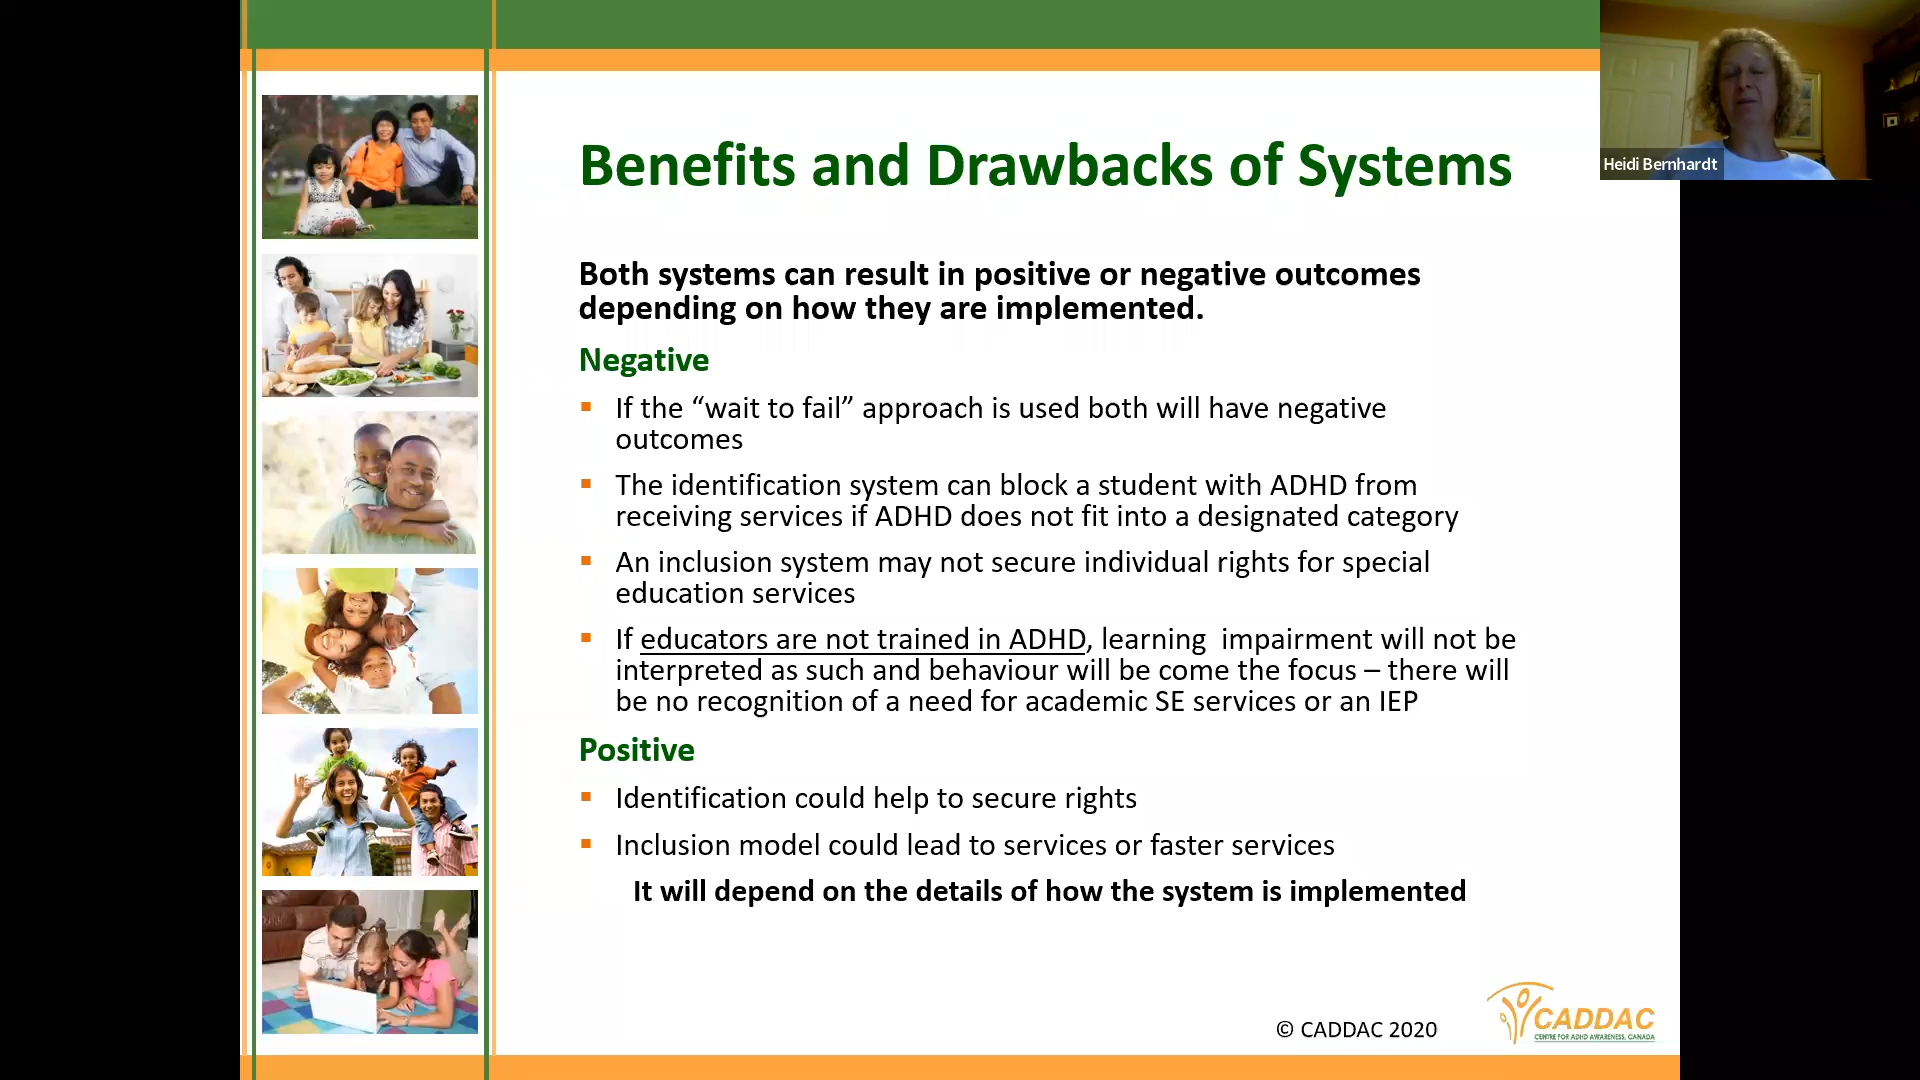 Benefits and Drawbacks of Systems
Heidi Bernhardt
Both systems can result in positive or negative outcomes
depending on how they are implemented.
Negative
If the “wait to fail” approach is used both will have negative
outcomes
The identification system can block a student with ADHD from
receiving services if ADHD does not fit into a designated category
An inclusion system may not secure individual rights for special
education services
If educators are not trained in ADHD, learning  impairment will not be
interpreted as such and behaviour will be come the focus – there will
be no recognition of a need for academic SE services or an IEP
Positive
Identification could help to secure rights
Inclusion model could lead to services or faster services
It will depend on the details of how the system is implemented
© CADDAC 2020
CADDAC
CENTRE FOR ADHD AWARENESS, CANADA